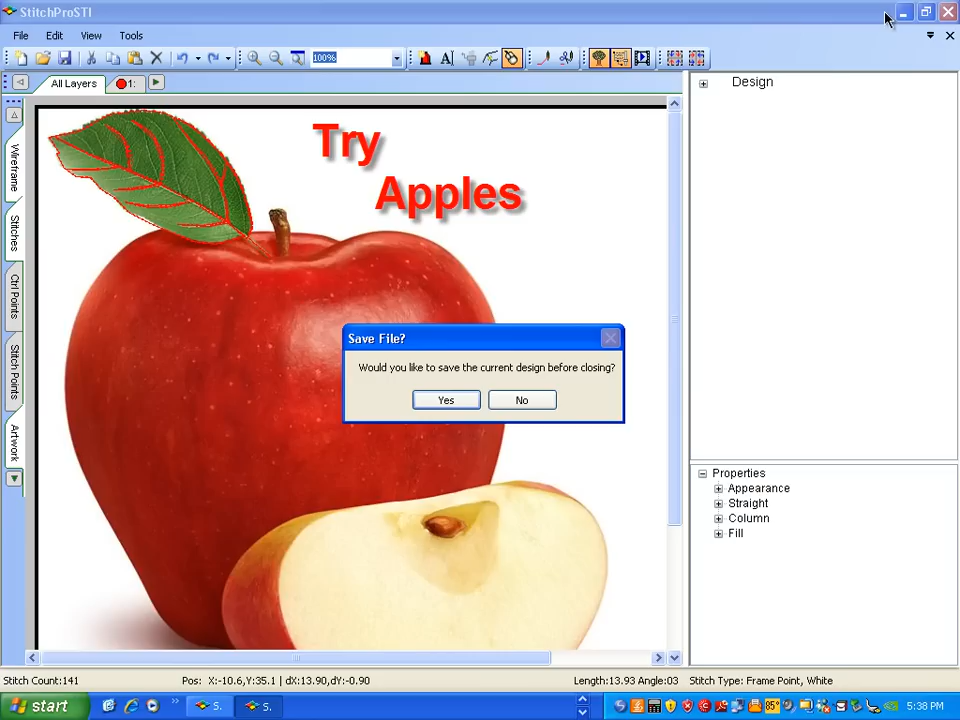 StitchProSTI
File Edit View Tools
100%
All Layers 1:
Wireframe
Stitches
Ctrl Points
Stitch Points
Artwork
Try
Apples
Design
Save File?
Would you like to save the current design before closing?
Yes No
Properties
Appearance
Straight
Column
Fill
Stitch Count:141 Pos: X:-10.6,Y:35.1 | dX:13.90,dY:-0.90 Length:13.93 Angle:03 Stitch Type: Frame Point, White
start S. S. 85° 5:38 PM